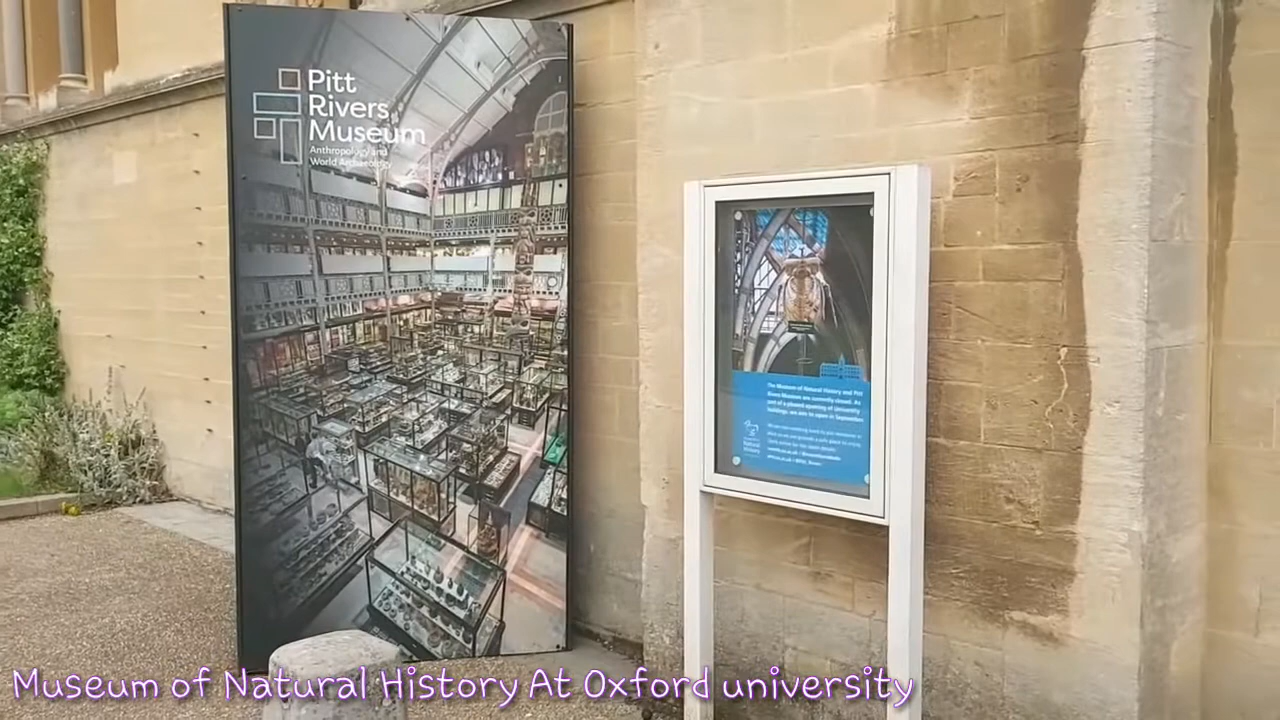 Pitt
Rivers
Museum
Anthropology and
World Archaeology
The Museum of Natural History and Pitt
Rivers Museum are currently closed. As
part of a phased opening of University
buildings, we aim to open in September.
Natural
History
Museum of Natural History At Oxford university